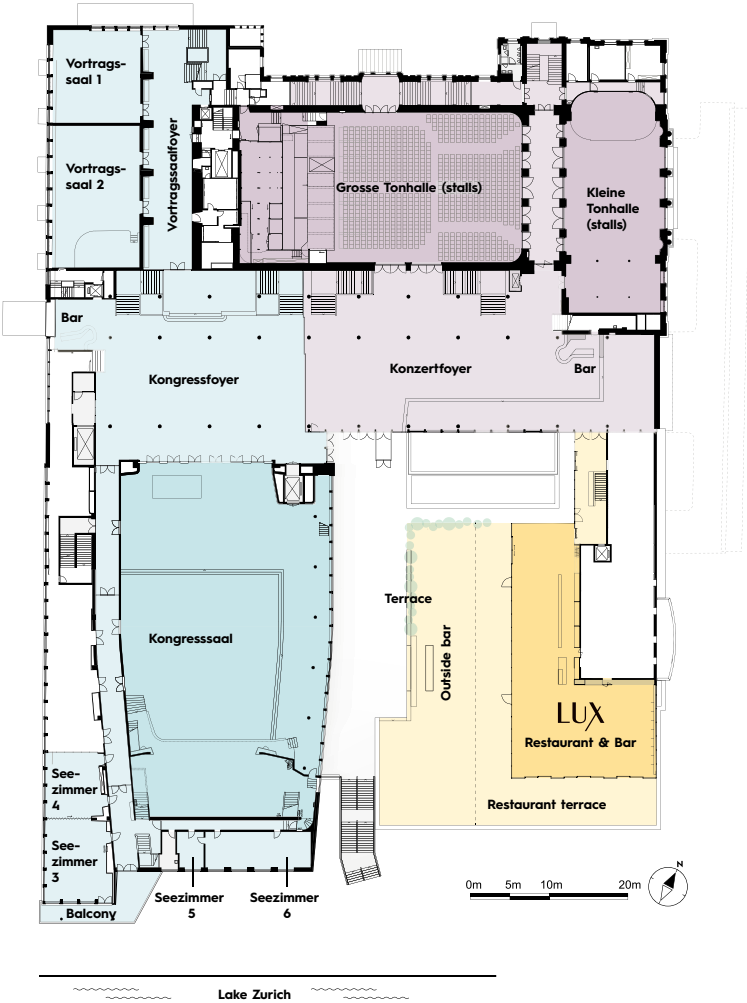 Vortrags-
saal 1
Vortrags-
saal 2
Vortragssaalfoyer
Grosse Tonhalle (stalls)
Kleine
Tonhalle
(stalls)
Bar
Kongressfoyer
Konzertfoyer
Bar
Kongresssaal
Terrace
Outside bar
LUX
Restaurant & Bar
Restaurant terrace
See-
zimmer
4
See-
zimmer
3
Balcony
Seezimmer
5
Seezimmer
6
0m 5m 10m 20m
N
Lake Zurich